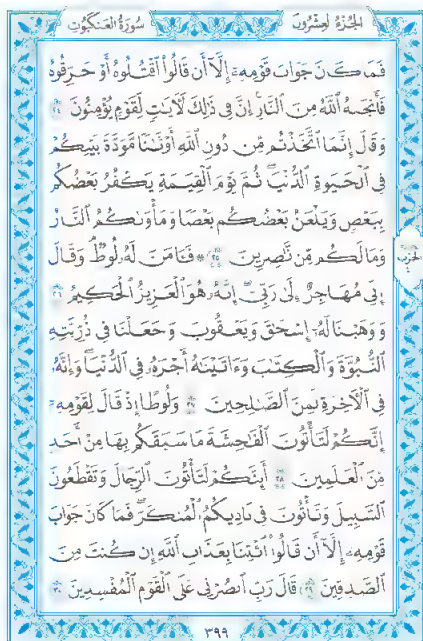 الجزء العشرون
سورة العنكبوت
فَمَا كَانَ جَوَابَ قَوْمِهِۦٓ إِلَّآ أَن قَالُوا۟ ٱقْتُلُوهُ أَوْ حَرِّقُوهُ
فَأَنجَىٰهُ ٱللَّهُ مِنَ ٱلنَّارِ إِنَّ فِى ذَٰلِكَ لَـَٔايَـٰتٍ لِّقَوْمٍ يُؤْمِنُونَ ٢٤
وَقَالَ إِنَّمَا ٱتَّخَذْتُم مِّن دُونِ ٱللَّهِ أَوْثَـٰنًا مَّوَدَّةَ بَيْنِكُمْ
فِى ٱلْحَيَوٰةِ ٱلدُّنْيَا ثُمَّ يَوْمَ ٱلْقِيَـٰمَةِ يَكْفُرُ بَعْضُكُم
بِبَعْضٍ وَيَلْعَنُ بَعْضُكُم بَعْضًا وَمَأْوَىٰكُمُ ٱلنَّارُ
وَمَا لَكُم مِّن نَّـٰصِرِينَ ٢٥ ۞ فَـَٔامَنَ لَهُۥ لُوطٌ وَقَالَ
إِنِّى مُهَاجِرٌ إِلَىٰ رَبِّىٓ إِنَّهُۥ هُوَ ٱلْعَزِيزُ ٱلْحَكِيمُ ٢٦
وَوَهَبْنَا لَهُۥٓ إِسْحَـٰقَ وَيَعْقُوبَ وَجَعَلْنَا فِى ذُرِّيَّتِهِ
ٱلنُّبُوَّةَ وَٱلْكِتَـٰبَ وَءَاتَيْنَـٰهُ أَجْرَهُۥ فِى ٱلدُّنْيَا وَإِنَّهُۥ
فِى ٱلْـَٔاخِرَةِ لَمِنَ ٱلصَّـٰلِحِينَ ٢٧ وَلُوطًا إِذْ قَالَ لِقَوْمِهِۦٓ
إِنَّكُمْ لَتَأْتُونَ ٱلْفَـٰحِشَةَ مَا سَبَقَكُم بِهَا مِنْ أَحَدٍ
مِّنَ ٱلْعَـٰلَمِينَ ٢٨ أَئِنَّكُمْ لَتَأْتُونَ ٱلرِّجَالَ وَتَقْطَعُونَ
ٱلسَّبِيلَ وَتَأْتُونَ فِى نَادِيكُمُ ٱلْمُنكَرَ فَمَا كَانَ جَوَابَ
قَوْمِهِۦٓ إِلَّآ أَن قَالُوا۟ ٱئْتِنَا بِعَذَابِ ٱللَّهِ إِن كُنتَ مِنَ
ٱلصَّـٰدِقِينَ ٢٩ قَالَ رَبِّ ٱنصُرْنِى عَلَى ٱلْقَوْمِ ٱلْمُفْسِدِينَ ٣٠
٣٩٩